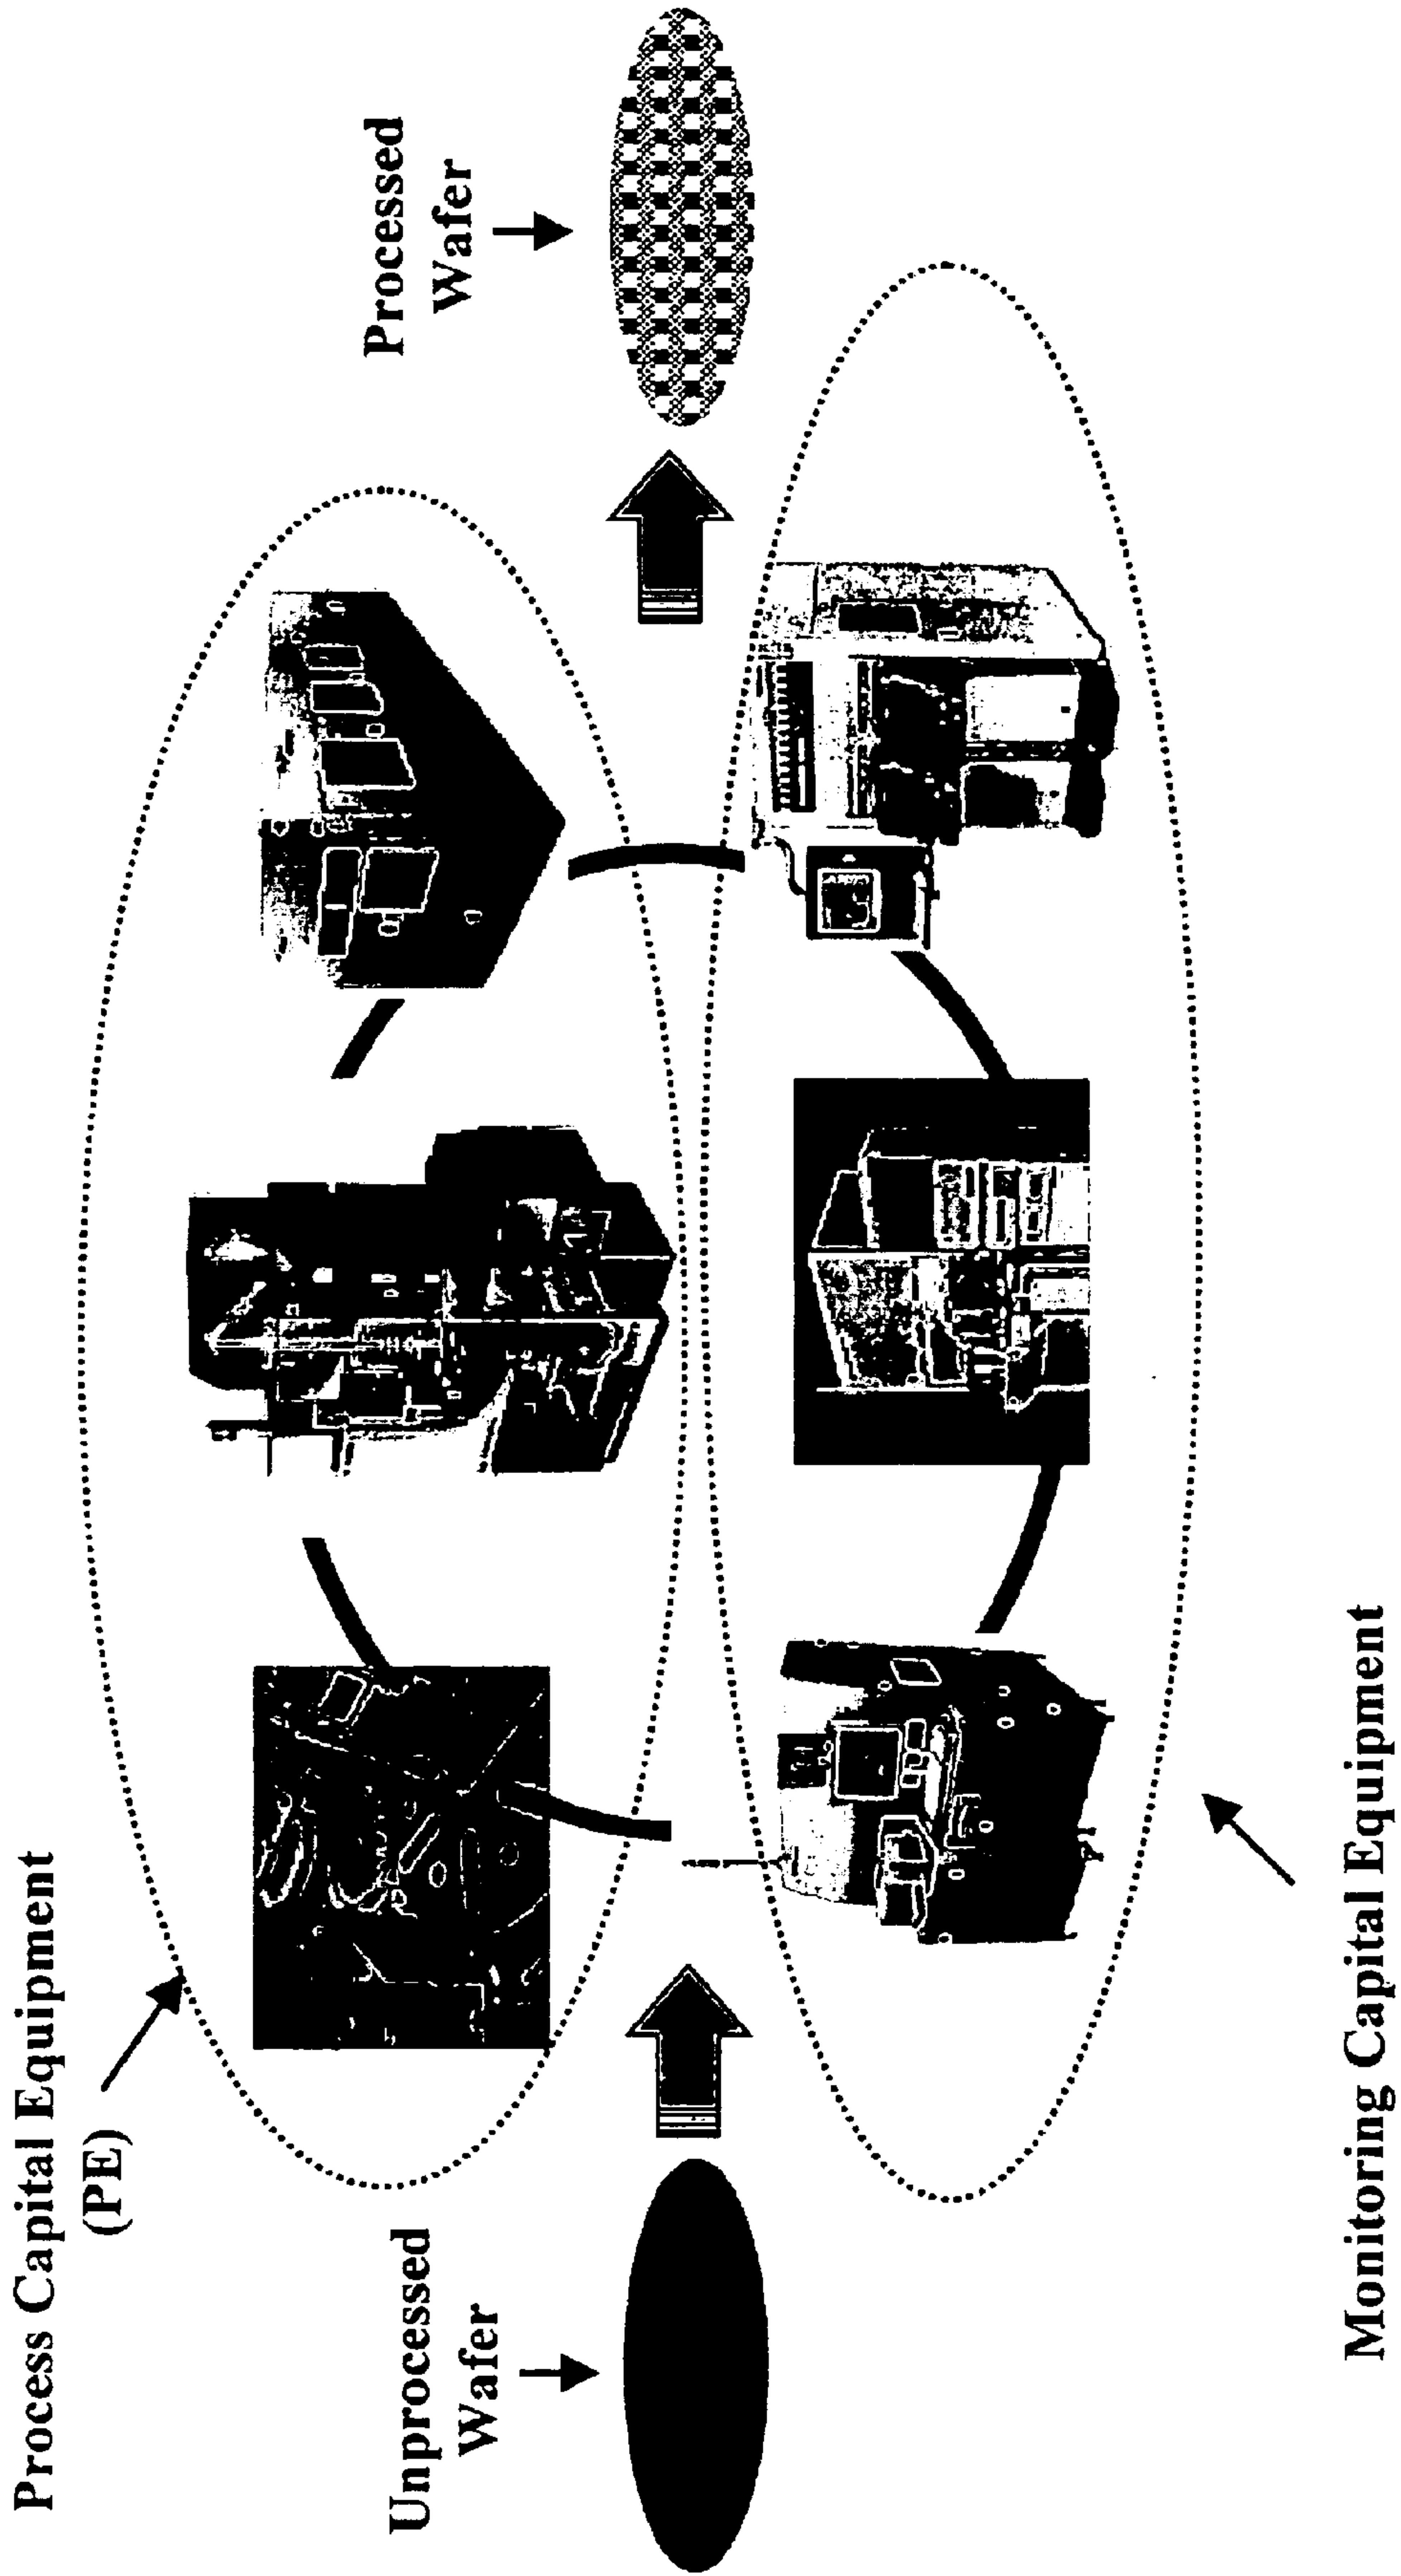 Process Capital Equipment
(PE)
Unprocessed
Wafer
Processed
Wafer
Monitoring Capital Equipment